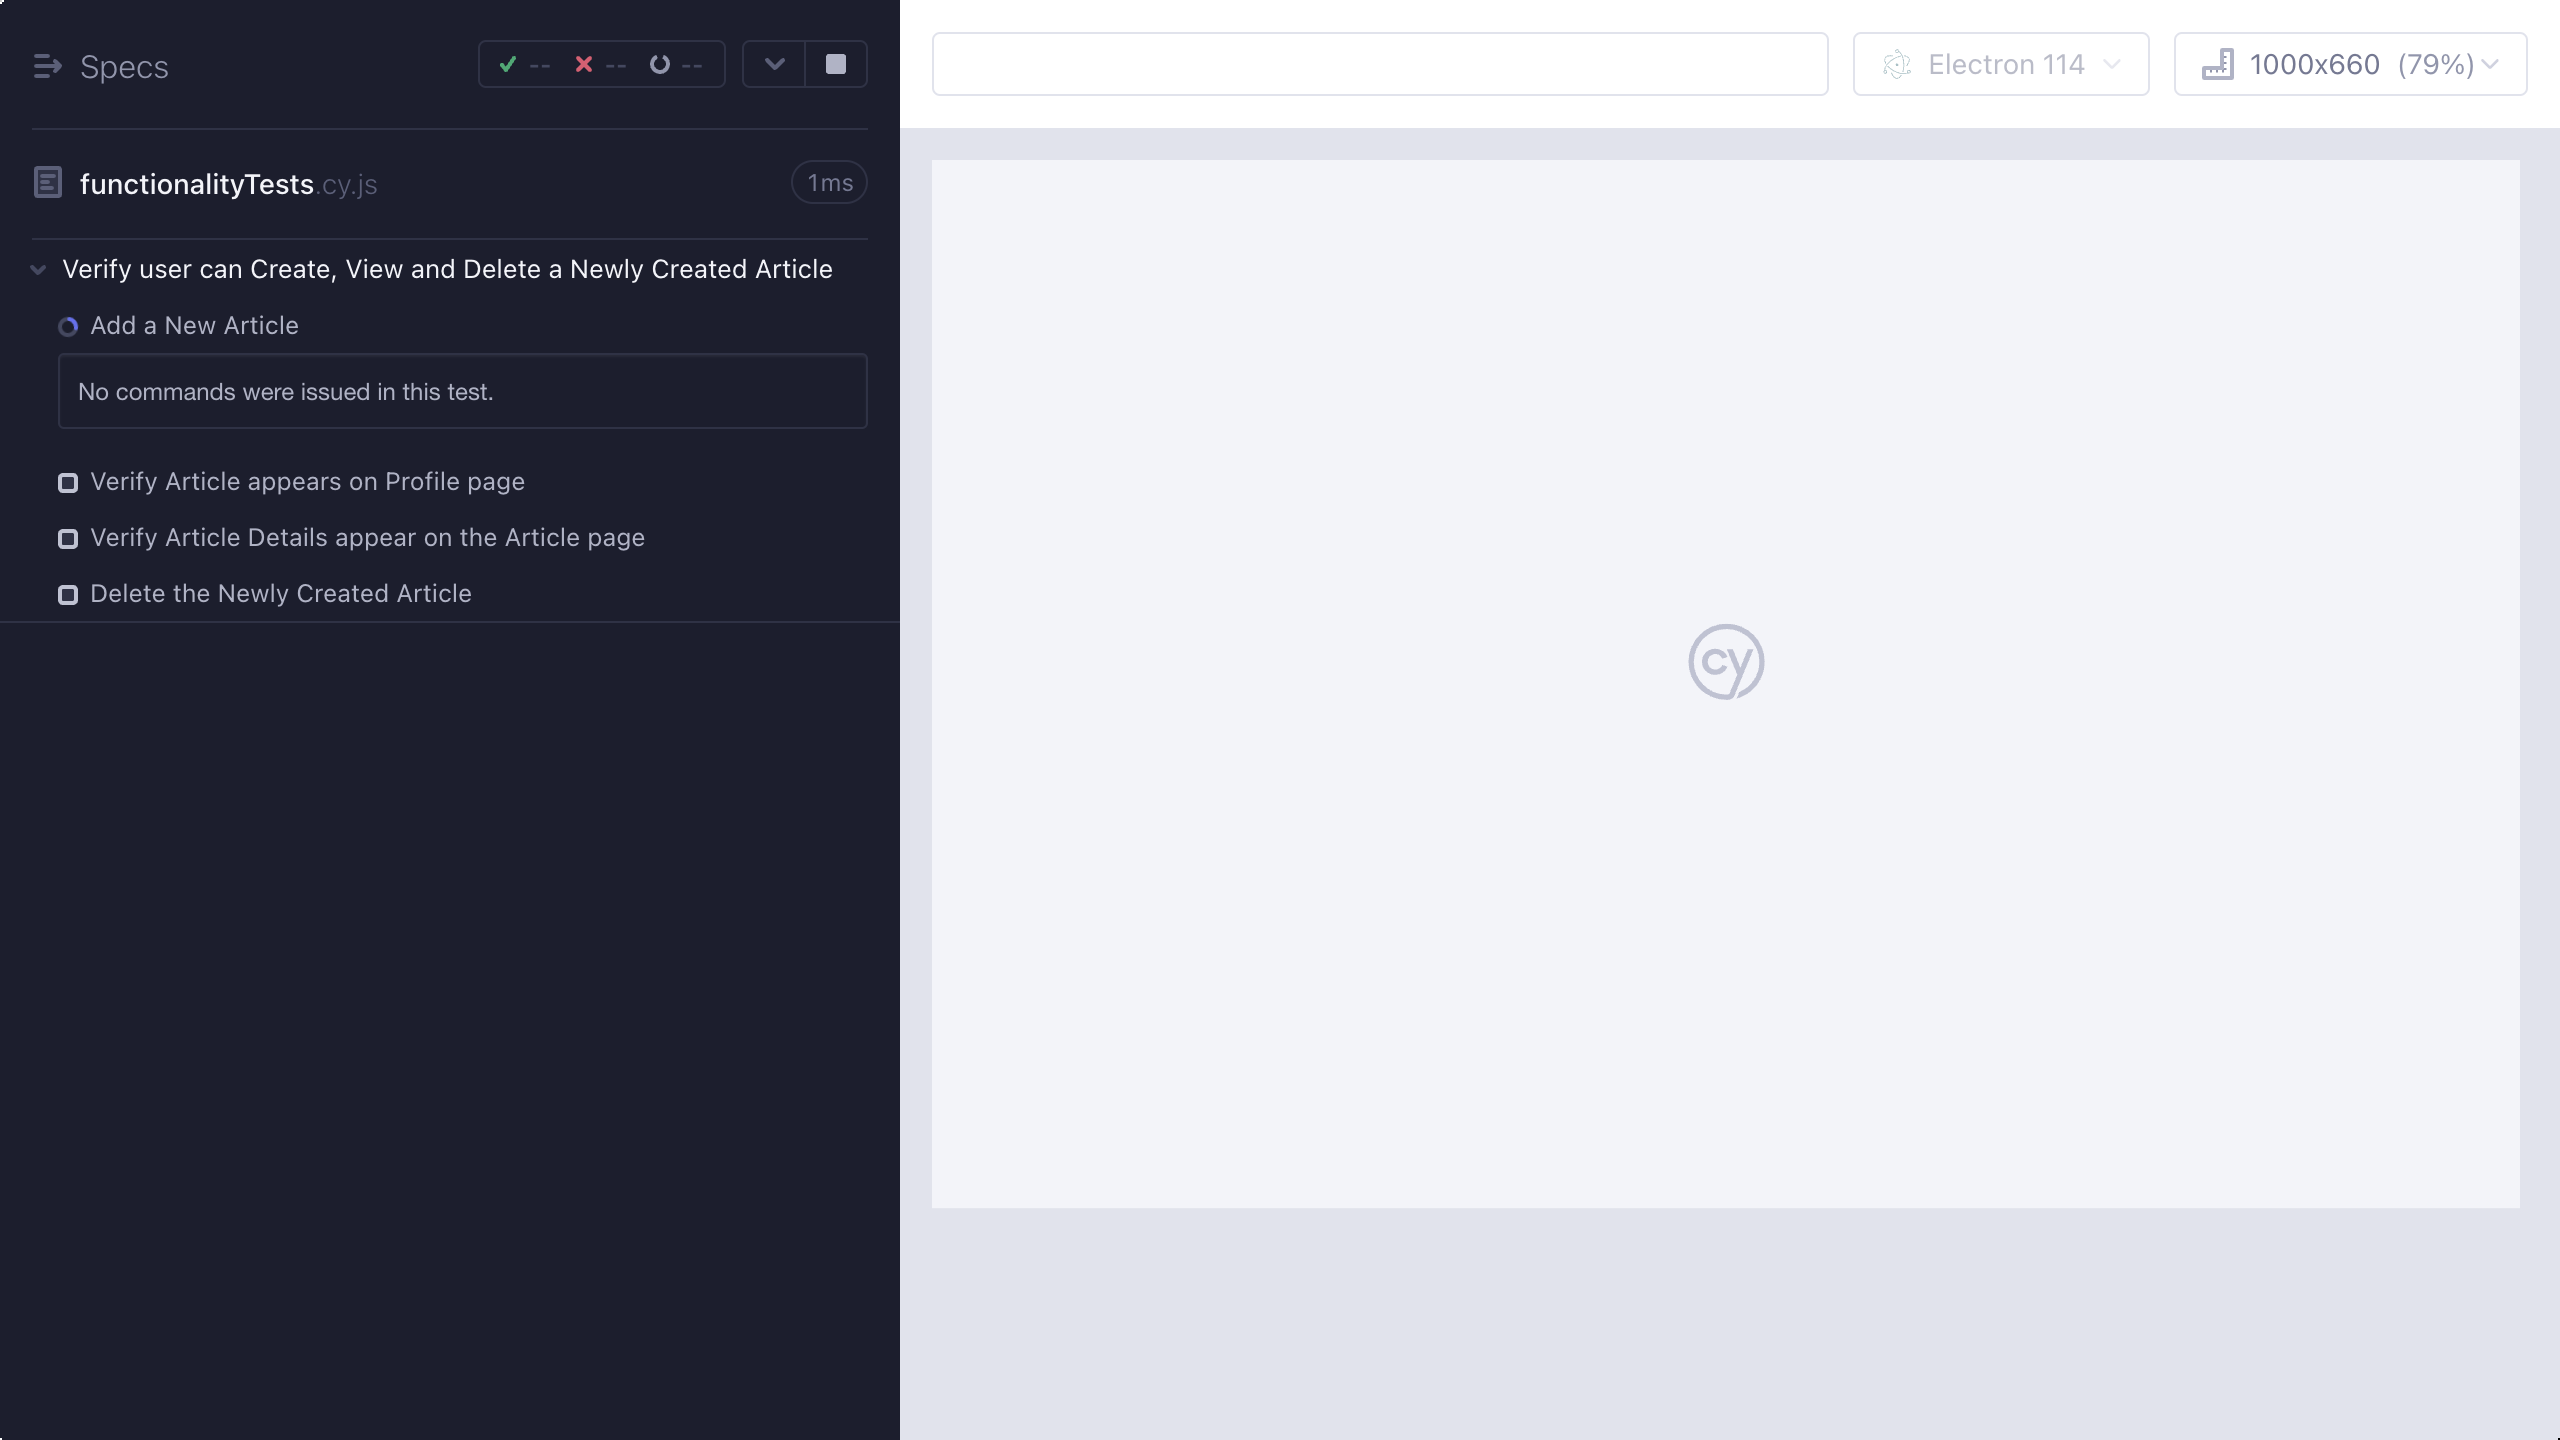 Specs
--
--
--
functionalityTests.cy.js
1ms
Verify user can Create, View and Delete a Newly Created Article
Add a New Article
No commands were issued in this test.
Verify Article appears on Profile page
Verify Article Details appear on the Article page
Delete the Newly Created Article
Electron 114
1000x660 (79%)
cy